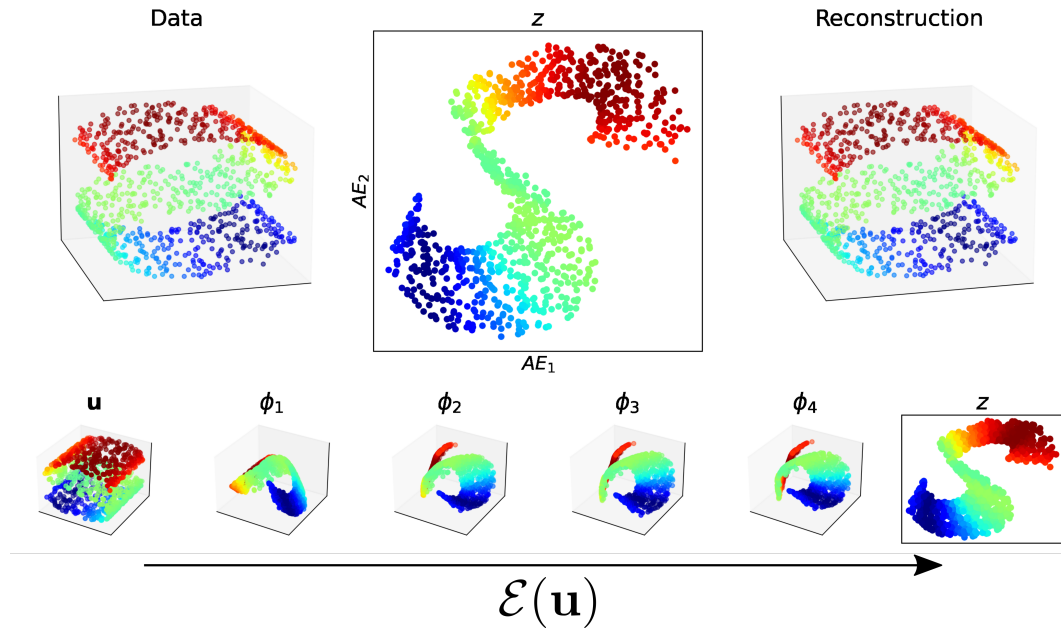 Data
z
Reconstruction
AE₂
AE₁
u
ϕ₁
ϕ₂
ϕ₃
ϕ₄
z
ℰ(u)